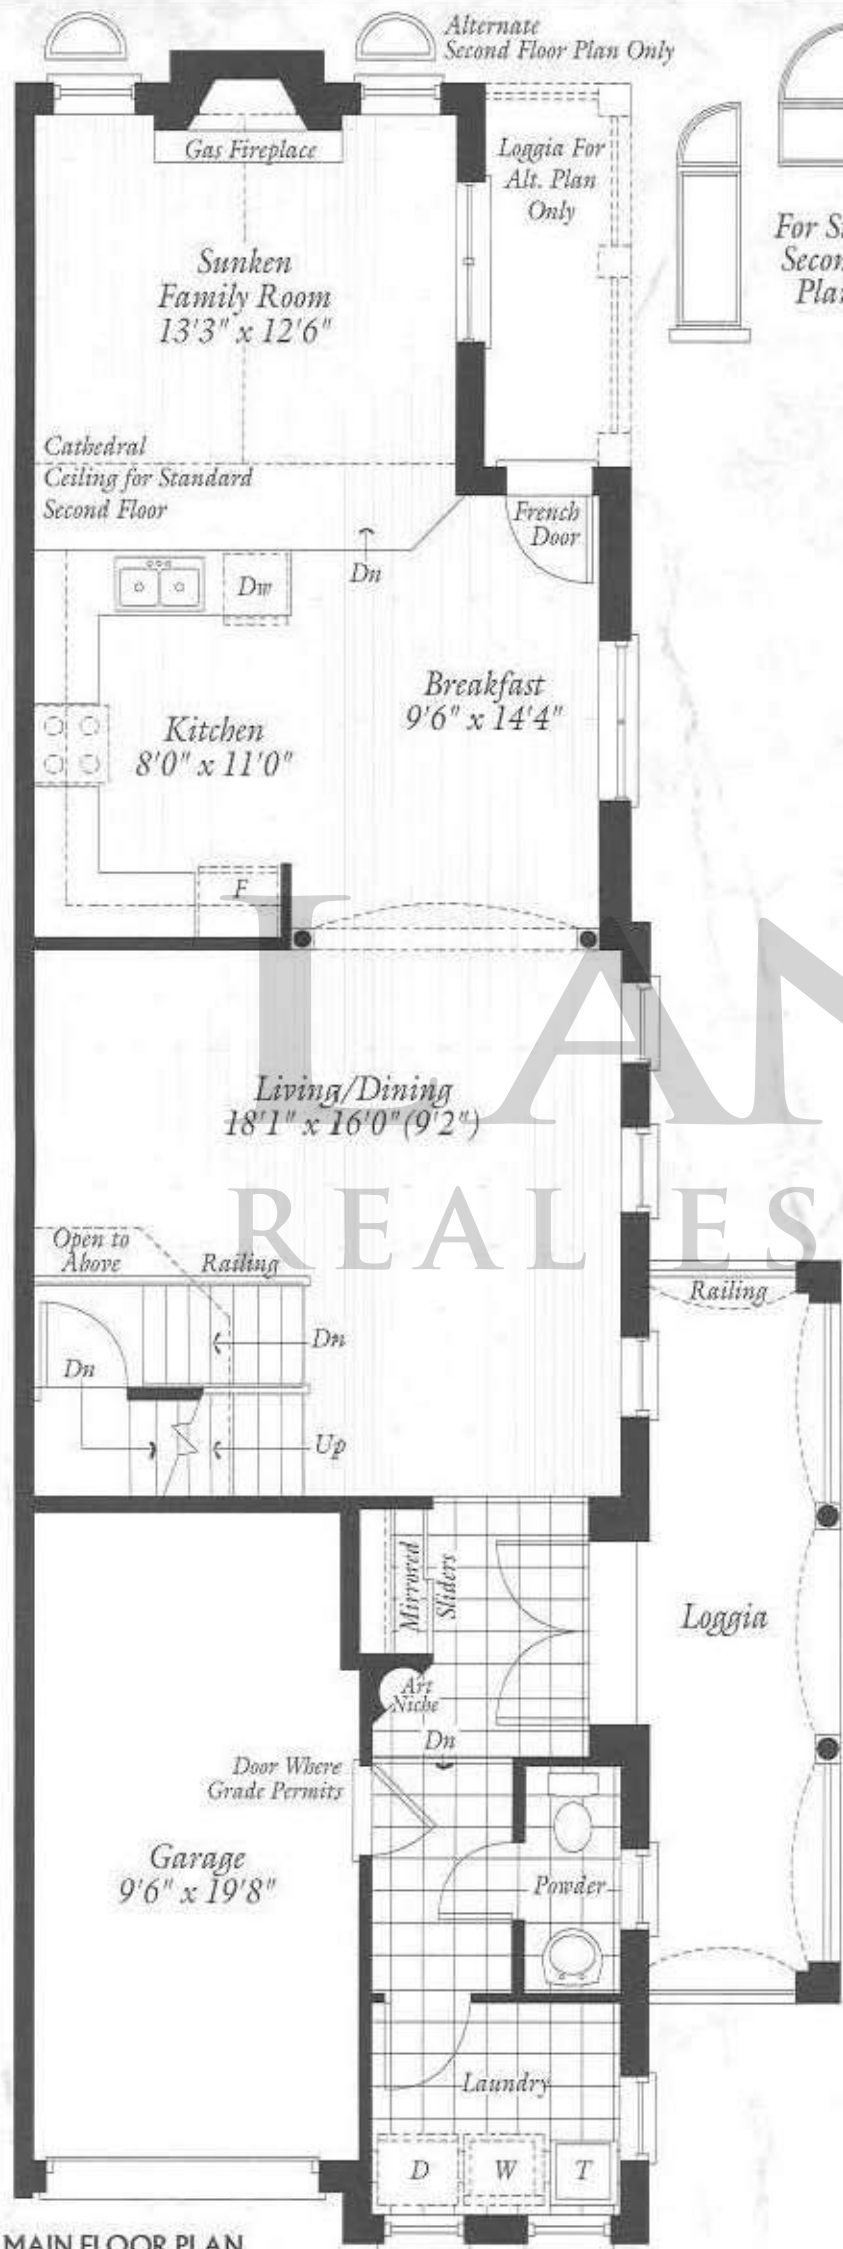 Alternate
Second Floor Plan Only
Gas Fireplace
Loggia For
Alt. Plan
Only
Sunken
Family Room
13'3" x 12'6"
Cathedral
Ceiling for Standard
Second Floor
French
Door
Dn
Dw
Breakfast
9'6" x 14'4"
Kitchen
8'0" x 11'0"
F
Living/Dining
18'1" x 16'0" (9'2")
REAL ES
Open to
Above
Railing
Railing
Dn
Dn
Up
Mirrored
Sliders
Loggia
Art
Niche
Dn
Door Where
Grade Permits
Garage
9'6" x 19'8"
Powder
Laundry
D
W
T
MAIN FLOOR PLAN